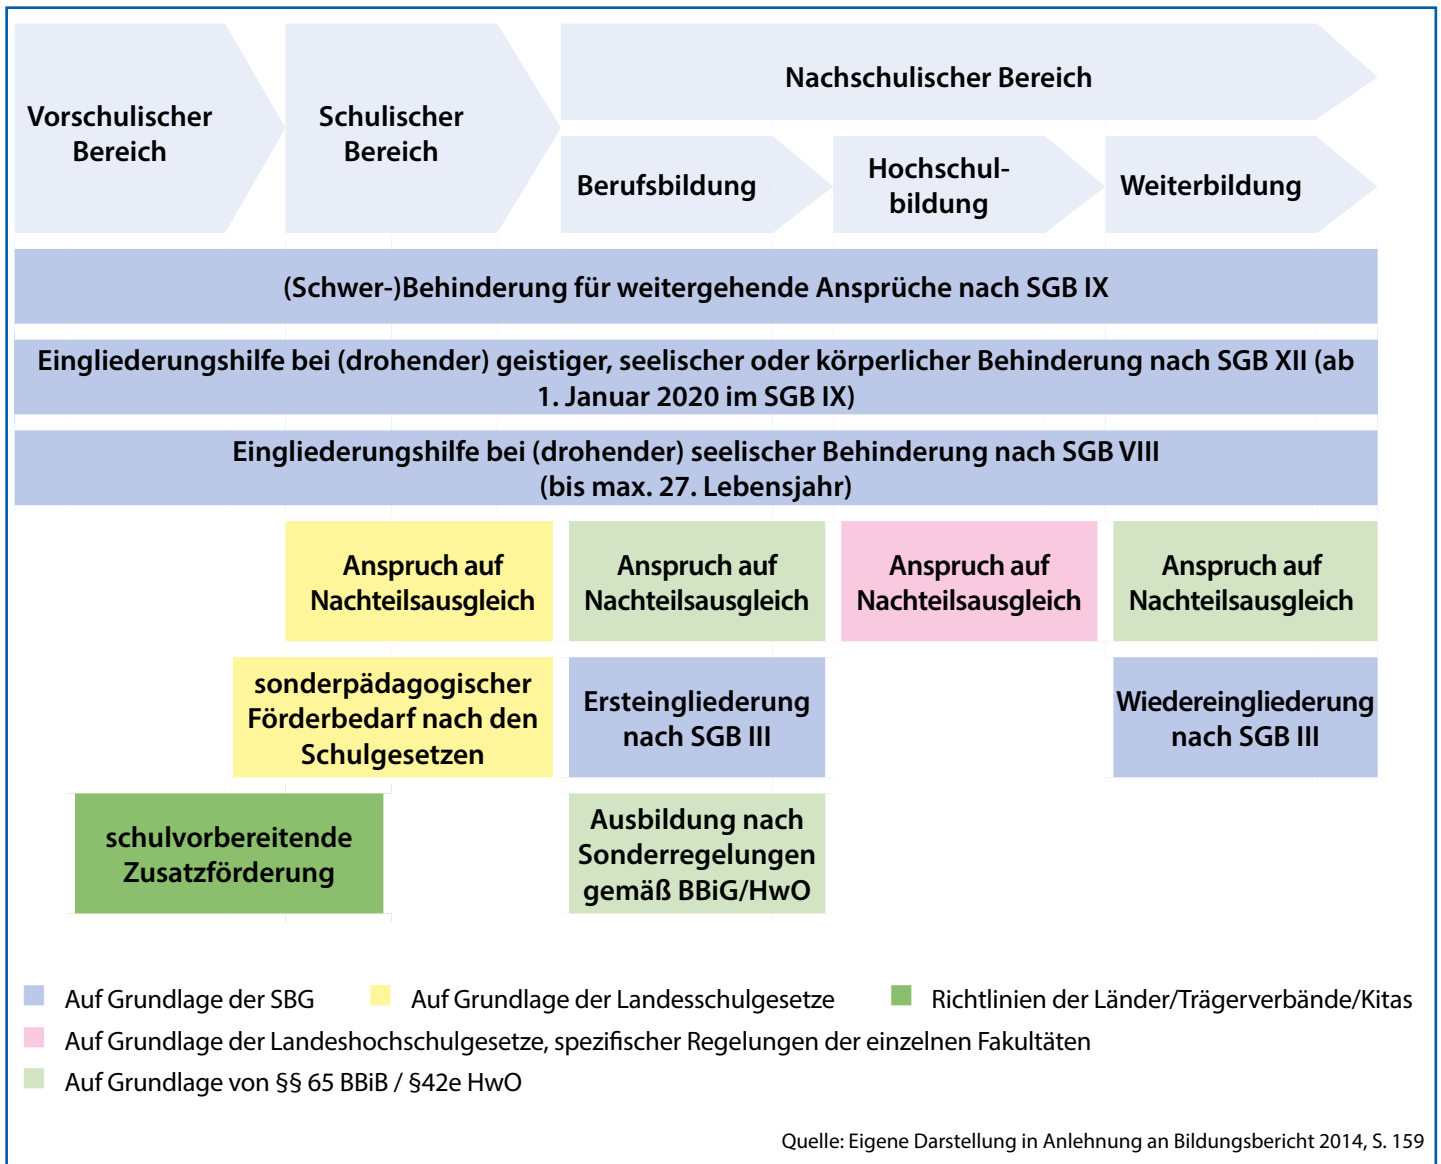 Vorschulischer
Bereich
Schulischer
Bereich
Nachschulischer Bereich
Berufsbildung
Hochschul-
bildung
Weiterbildung
(Schwer-)Behinderung für weitergehende Ansprüche nach SGB IX
Eingliederungshilfe bei (drohender) geistiger, seelischer oder körperlicher Behinderung nach SGB XII (ab
1. Januar 2020 im SGB IX)
Eingliederungshilfe bei (drohender) seelischer Behinderung nach SGB VIII
(bis max. 27. Lebensjahr)
Anspruch auf
Nachteilsausgleich
Anspruch auf
Nachteilsausgleich
Anspruch auf
Nachteilsausgleich
Anspruch auf
Nachteilsausgleich
sonderpädagogischer
Förderbedarf nach den
Schulgesetzen
Ersteingliederung
nach SGB III
Wiedereingliederung
nach SGB III
schulvorbereitende
Zusatzförderung
Ausbildung nach
Sonderregelungen
gemäß BBiG/HwO
Auf Grundlage der SBG
Auf Grundlage der Landesschulgesetze
Richtlinien der Länder/Trägerverbände/Kitas
Auf Grundlage der Landeshochschulgesetze, spezifischer Regelungen der einzelnen Fakultäten
Auf Grundlage von §§ 65 BBiB / §42e HwO
Quelle: Eigene Darstellung in Anlehnung an Bildungsbericht 2014, S. 159